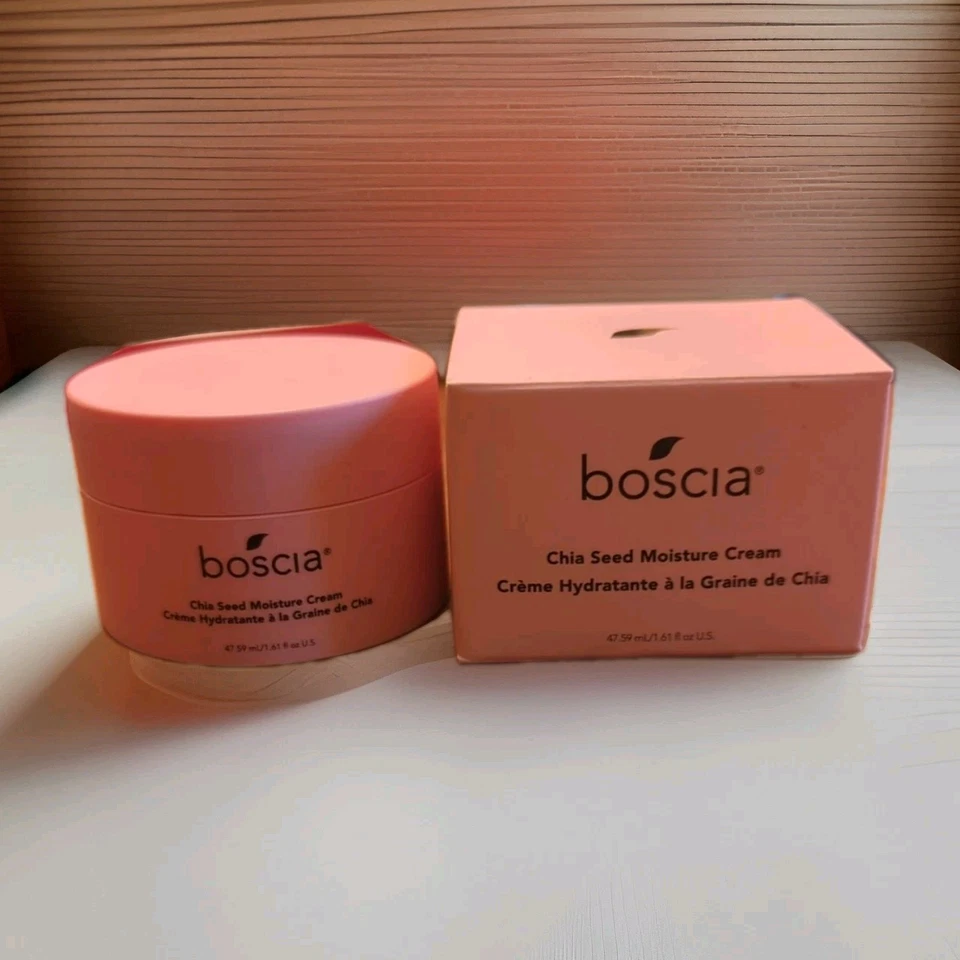 boscia®
Chia Seed Moisture Cream
Crème Hydratante à la Graine de Chia
47.59 mL/1.61 fl oz U.S.
boscia®
Chia Seed Moisture Cream
Crème Hydratante à la Graine de Chia
47.59 mL/1.61 fl oz U.S.